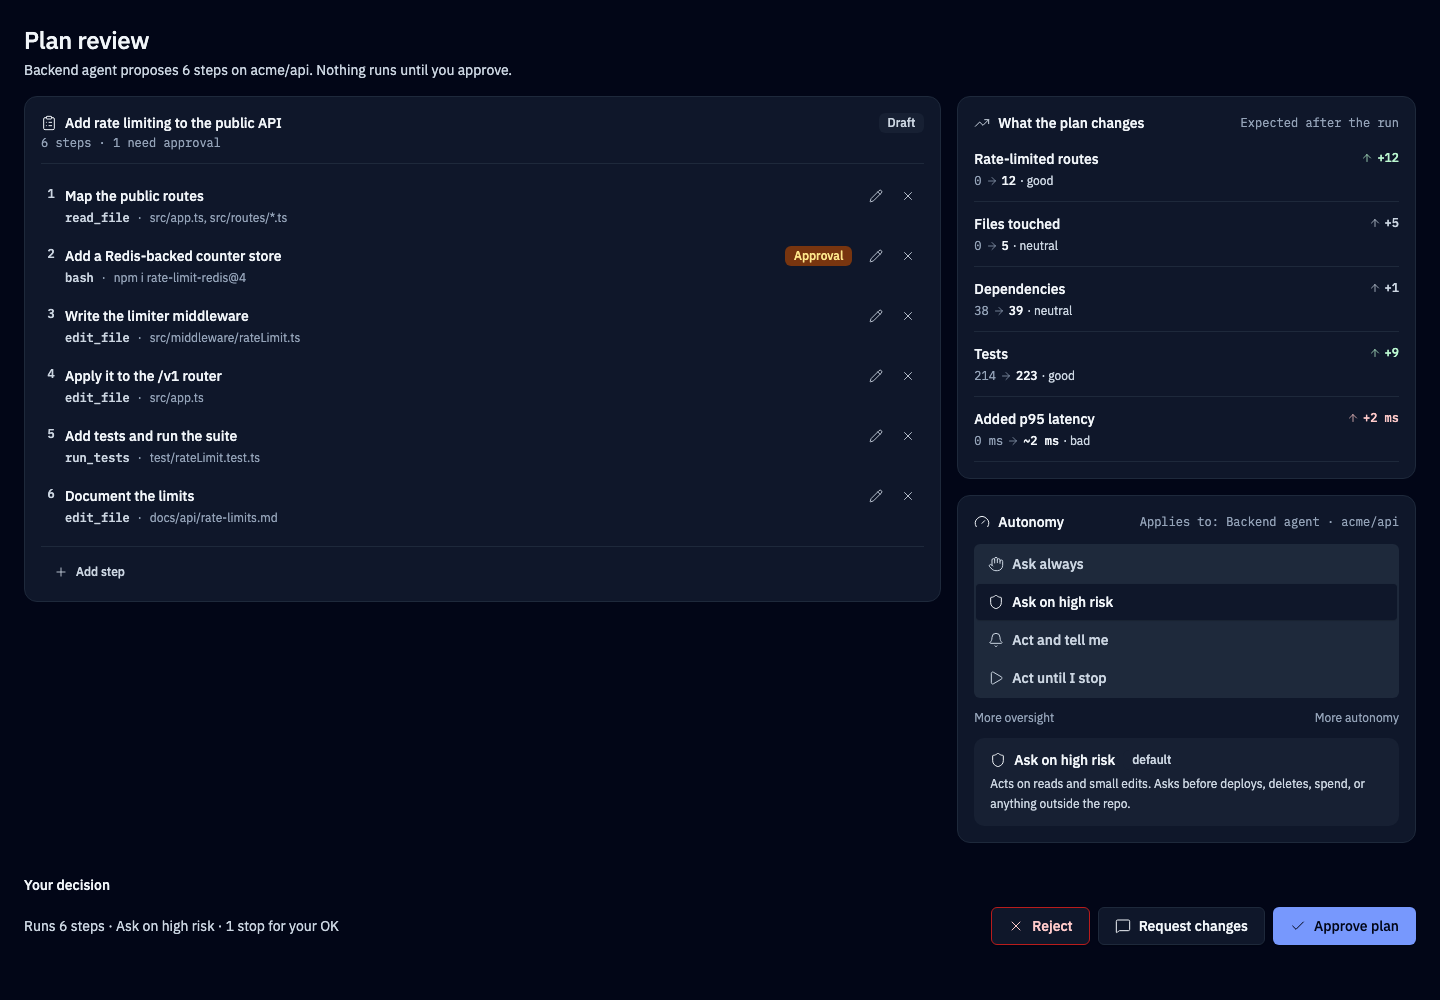 Plan review
Backend agent proposes 6 steps on acme/api. Nothing runs until you approve.
Add rate limiting to the public API
Draft
6 steps · 1 need approval
1 Map the public routes
read_file · src/app.ts, src/routes/*.ts
2 Add a Redis-backed counter store
Approval
bash · npm i rate-limit-redis@4
3 Write the limiter middleware
edit_file · src/middleware/rateLimit.ts
4 Apply it to the /v1 router
edit_file · src/app.ts
5 Add tests and run the suite
run_tests · test/rateLimit.test.ts
6 Document the limits
edit_file · docs/api/rate-limits.md
+ Add step
What the plan changes
Expected after the run
Rate-limited routes
↑ +12
0 → 12 · good
Files touched
↑ +5
0 → 5 · neutral
Dependencies
↑ +1
38 → 39 · neutral
Tests
↑ +9
214 → 223 · good
Added p95 latency
↑ +2 ms
0 ms → ~2 ms · bad
Autonomy
Applies to: Backend agent · acme/api
Ask always
Ask on high risk
Act and tell me
Act until I stop
More oversight
More autonomy
Ask on high risk default
Acts on reads and small edits. Asks before deploys, deletes, spend, or
anything outside the repo.
Your decision
Runs 6 steps · Ask on high risk · 1 stop for your OK
Reject
Request changes
Approve plan